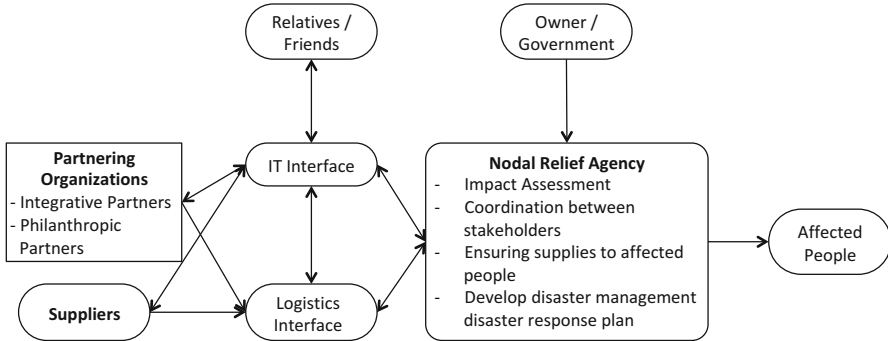 Relatives /
Friends
Owner /
Government
Partnering
Organizations
- Integrative Partners
- Philanthropic
Partners
IT Interface
Nodal Relief Agency
- Impact Assessment
- Coordination between
stakeholders
- Ensuring supplies to affected
people
- Develop disaster management
disaster response plan
Affected
People
Suppliers
Logistics
Interface